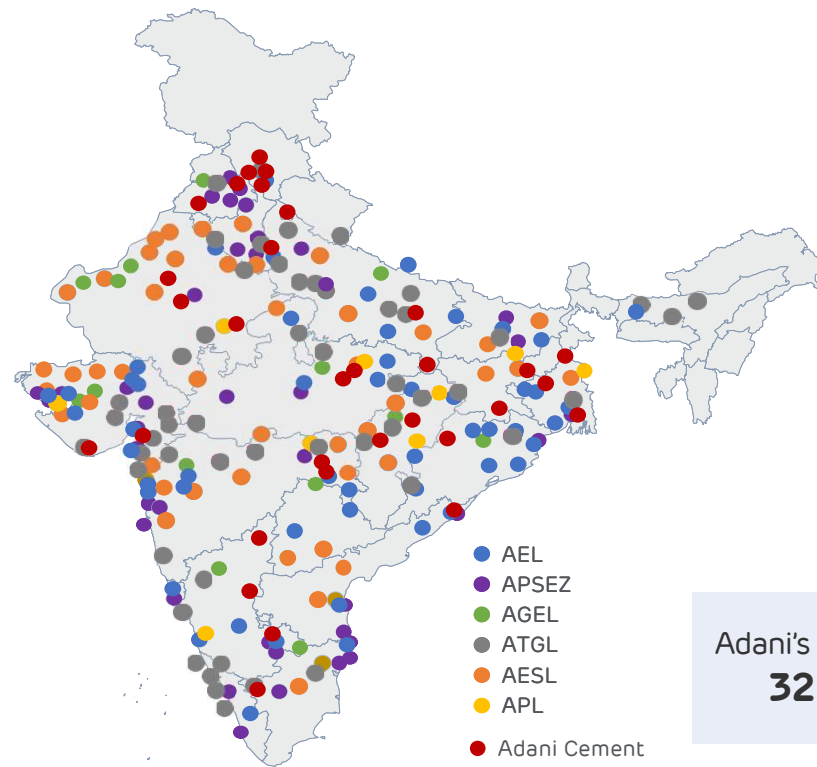 AEL
APSEZ
AGEL
ATGL
AESL
APL
Adani Cement
Adani's
32